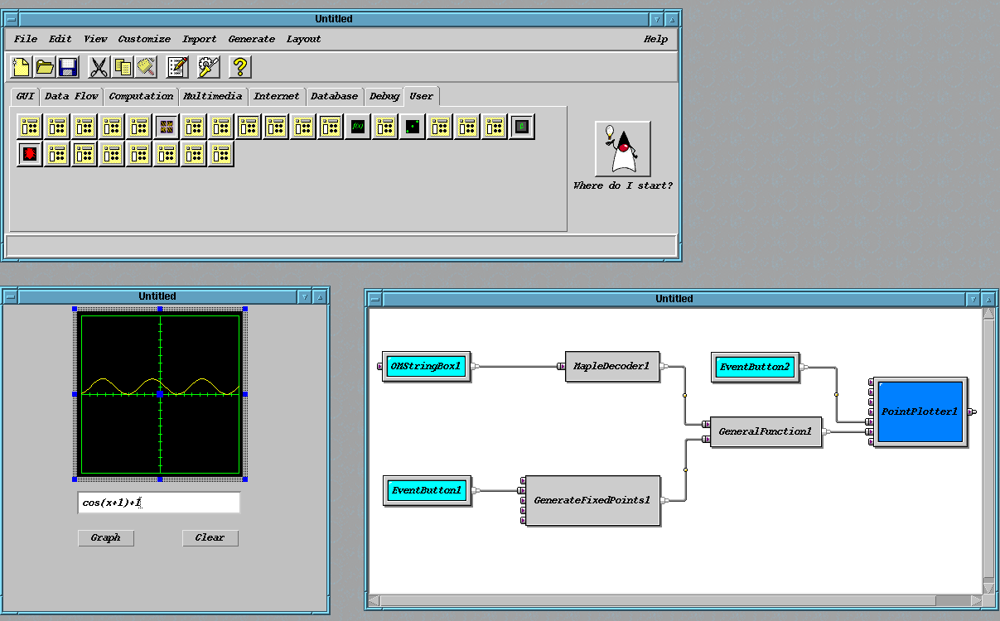 Untitled
File Edit View Customize Import Generate Layout Help
GUI Data Flow Computation Multimedia Internet Database Debug User
f(x)
Where do I start?
Untitled
cos(x+1)+1
Graph Clear
Untitled
OMStringBox1 MapleDecoder1 EventButton2
PointPlotter1
GeneralFunction1
EventButton1 GenerateFixedPoints1